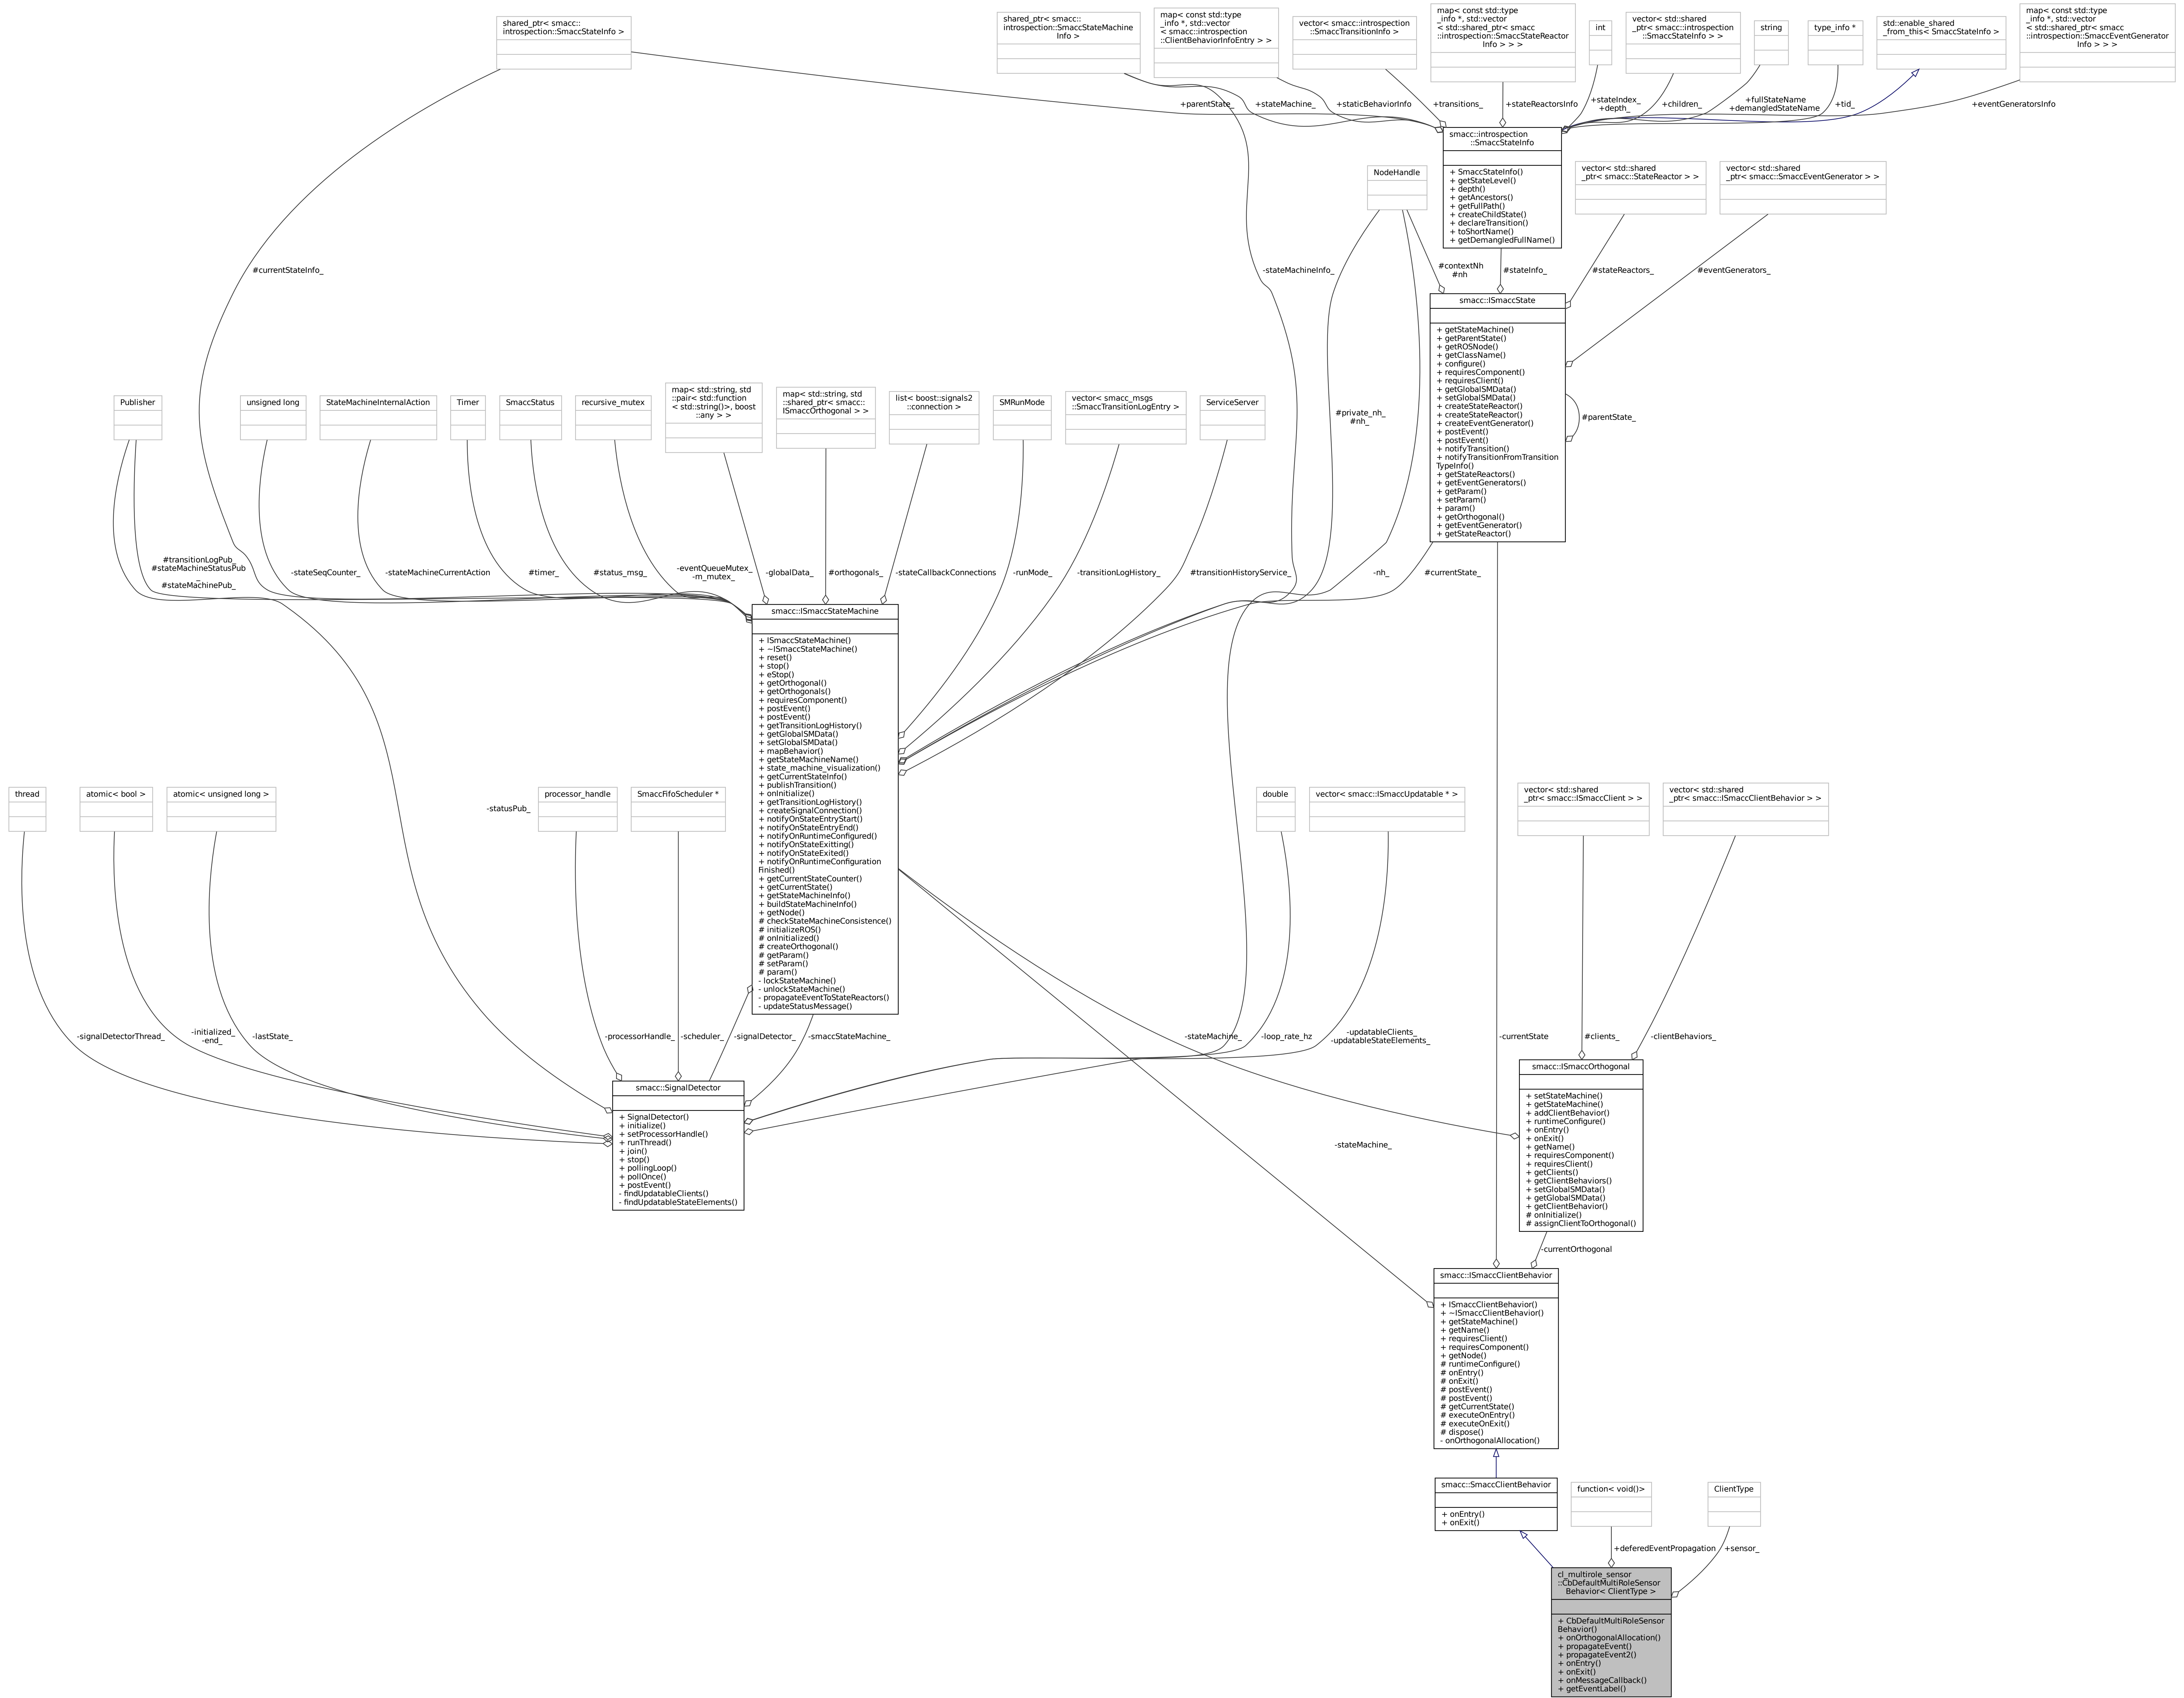 shared_ptr< smacc::
introspection::SmaccStateInfo >
shared_ptr< smacc::
introspection::SmaccStateMachine
Info >
map< const std::type
_info *, std::vector
< smacc::introspection
::ClientBehaviorInfoEntry > >
vector< smacc::introspection
::SmaccTransitionInfo >
map< const std::type
_info *, std::vector
< std::shared_ptr< smacc
::introspection::SmaccStateReactor
Info > > >
int
vector< std::shared
_ptr< smacc::introspection
::SmaccStateInfo > >
string
type_info *
std::enable_shared
_from_this< SmaccStateInfo >
map< const std::type
_info *, std::vector
< std::shared_ptr< smacc
::introspection::SmaccEventGenerator
Info > > >
+parentState_
+stateMachine_
+staticBehaviorInfo
+transitions_
+stateReactorsInfo
+stateIndex_
+depth_
+children_
+fullStateName
+demangledStateName
+tid_
+eventGeneratorsInfo
smacc::introspection
::SmaccStateInfo
+ SmaccStateInfo()
+ getStateLevel()
+ depth()
+ getAncestors()
+ getFullPath()
+ createChildState()
+ declareTransition()
+ toShortName()
+ getDemangledFullName()
NodeHandle
vector< std::shared
_ptr< smacc::StateReactor > >
vector< std::shared
_ptr< smacc::SmaccEventGenerator > >
#currentStateInfo_
-stateMachineInfo_
#contextNh
#nh
#stateInfo_
#stateReactors_
#eventGenerators_
smacc::ISmaccState
+ getStateMachine()
+ getParentState()
+ getROSNode()
+ getClassName()
+ configure()
+ requiresComponent()
+ requiresClient()
+ getGlobalSMData()
+ setGlobalSMData()
+ createStateReactor()
+ createStateReactor()
+ createEventGenerator()
+ postEvent()
+ postEvent()
+ notifyTransition()
+ notifyTransitionFromTransition
TypeInfo()
+ getStateReactors()
+ getEventGenerators()
+ getParam()
+ setParam()
+ param()
+ getOrthogonal()
+ getEventGenerator()
+ getStateReactor()
#parentState_
Publisher
unsigned long
StateMachineInternalAction
Timer
SmaccStatus
recursive_mutex
map< std::string, std
::pair< std::function
< std::string()>, boost
::any > >
map< std::string, std
::shared_ptr< smacc::
ISmaccOrthogonal > >
list< boost::signals2
::connection >
SMRunMode
vector< smacc_msgs
::SmaccTransitionLogEntry >
ServiceServer
#private_nh_
#nh_
#transitionLogPub_
#stateMachineStatusPub
_
#stateMachinePub_
-stateSeqCounter_
-stateMachineCurrentAction
#timer_
#status_msg_
-eventQueueMutex_
-m_mutex_
-globalData_
#orthogonals_
-stateCallbackConnections
-runMode_
-transitionLogHistory_
#transitionHistoryService_
-nh_
#currentState_
smacc::ISmaccStateMachine
+ ISmaccStateMachine()
+ ~ISmaccStateMachine()
+ reset()
+ stop()
+ eStop()
+ getOrthogonal()
+ getOrthogonals()
+ requiresComponent()
+ postEvent()
+ postEvent()
+ getTransitionLogHistory()
+ getGlobalSMData()
+ setGlobalSMData()
+ mapBehavior()
+ getStateMachineName()
+ state_machine_visualization()
+ getCurrentStateInfo()
+ publishTransition()
+ onInitialize()
+ getTransitionLogHistory()
+ createSignalConnection()
+ notifyOnStateEntryStart()
+ notifyOnStateEntryEnd()
+ notifyOnRuntimeConfigured()
+ notifyOnStateExitting()
+ notifyOnStateExited()
+ notifyOnRuntimeConfiguration
Finished()
+ getCurrentStateCounter()
+ getCurrentState()
+ getStateMachineInfo()
+ buildStateMachineInfo()
+ getNode()
# checkStateMachineConsistence()
# initializeROS()
# onInitialized()
# createOrthogonal()
# getParam()
# setParam()
# param()
- lockStateMachine()
- unlockStateMachine()
- propagateEventToStateReactors()
- updateStatusMessage()
thread
atomic< bool >
atomic< unsigned long >
-statusPub_
processor_handle
SmaccFifoScheduler *
double
vector< smacc::ISmaccUpdatable * >
vector< std::shared
_ptr< smacc::ISmaccClient > >
vector< std::shared
_ptr< smacc::ISmaccClientBehavior > >
-signalDetectorThread_
-initialized_
-end_
-lastState_
-processorHandle_
-scheduler_
-signalDetector_
-smaccStateMachine_
-stateMachine_
-loop_rate_hz
-updatableClients_
-updatableStateElements_
-currentState
#clients_
-clientBehaviors_
smacc::SignalDetector
+ SignalDetector()
+ initialize()
+ setProcessorHandle()
+ runThread()
+ join()
+ stop()
+ pollingLoop()
+ pollOnce()
+ postEvent()
- findUpdatableClients()
- findUpdatableStateElements()
smacc::ISmaccOrthogonal
+ setStateMachine()
+ getStateMachine()
+ addClientBehavior()
+ runtimeConfigure()
+ onEntry()
+ onExit()
+ getName()
+ requiresComponent()
+ requiresClient()
+ getClients()
+ getClientBehaviors()
+ setGlobalSMData()
+ getGlobalSMData()
+ getClientBehavior()
# onInitialize()
# assignClientToOrthogonal()
-stateMachine_
-currentOrthogonal
smacc::ISmaccClientBehavior
+ ISmaccClientBehavior()
+ ~ISmaccClientBehavior()
+ getStateMachine()
+ getName()
+ requiresClient()
+ requiresComponent()
+ getNode()
# runtimeConfigure()
# onEntry()
# onExit()
# postEvent()
# postEvent()
# getCurrentState()
# executeOnEntry()
# executeOnExit()
# dispose()
- onOrthogonalAllocation()
smacc::SmaccClientBehavior
+ onEntry()
+ onExit()
function< void()>
ClientType
+deferedEventPropagation
+sensor_
cl_multirole_sensor
::CbDefaultMultiRoleSensor
Behavior< ClientType >
+ CbDefaultMultiRoleSensor
Behavior()
+ onOrthogonalAllocation()
+ propagateEvent()
+ propagateEvent2()
+ onEntry()
+ onExit()
+ onMessageCallback()
+ getEventLabel()